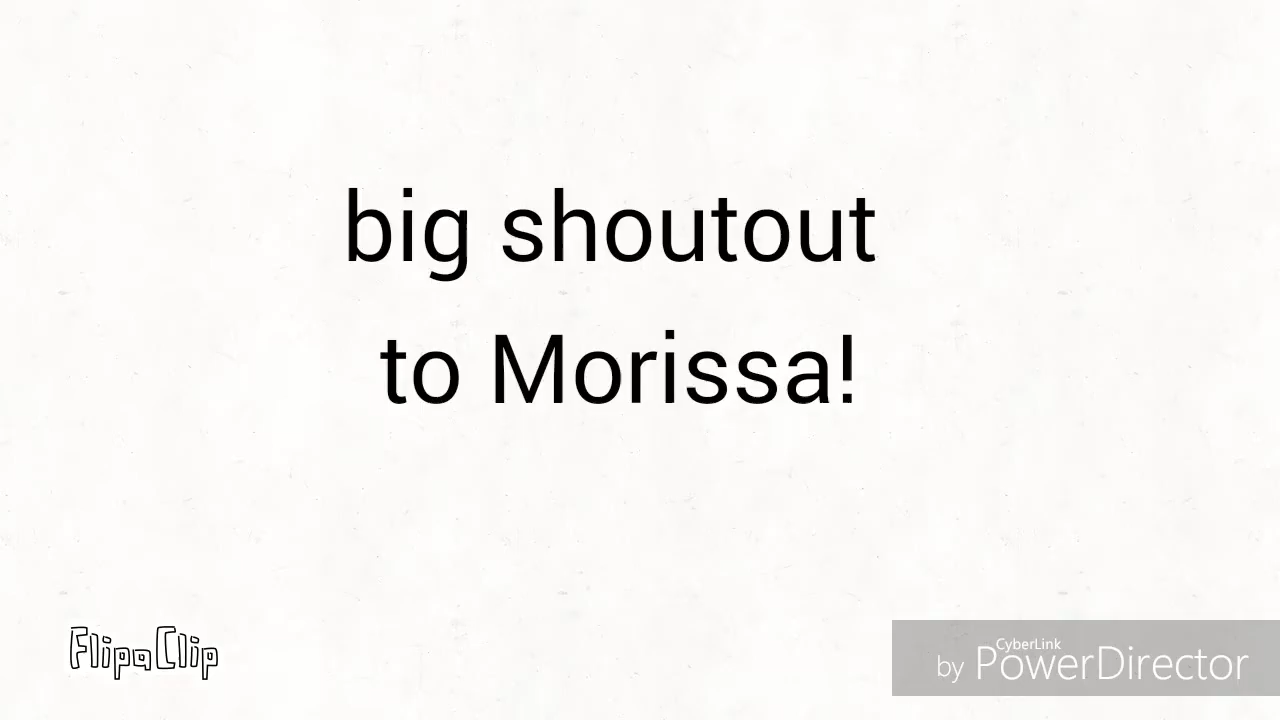 big shoutout
to Morissa!
FlipaClip
CyberLink
by PowerDirector